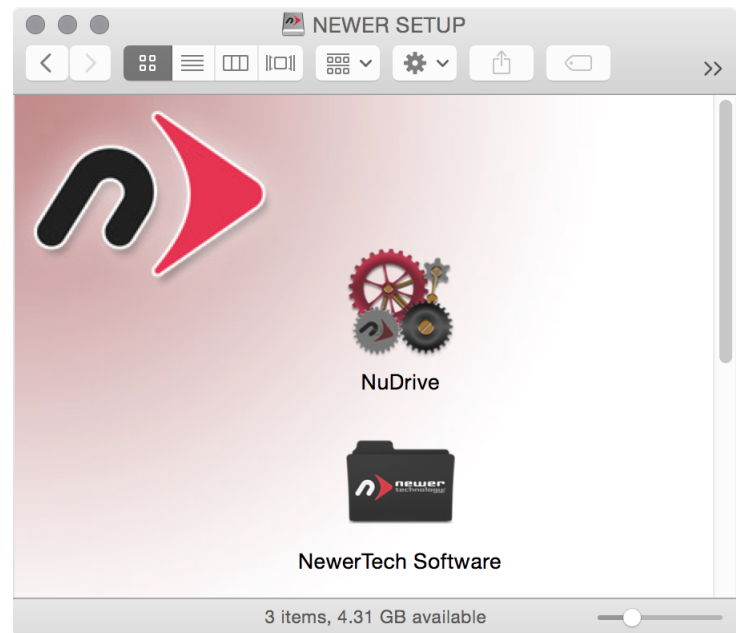 NEWER SETUP
NuDrive
newer
technology
NewerTech Software
3 items, 4.31 GB available